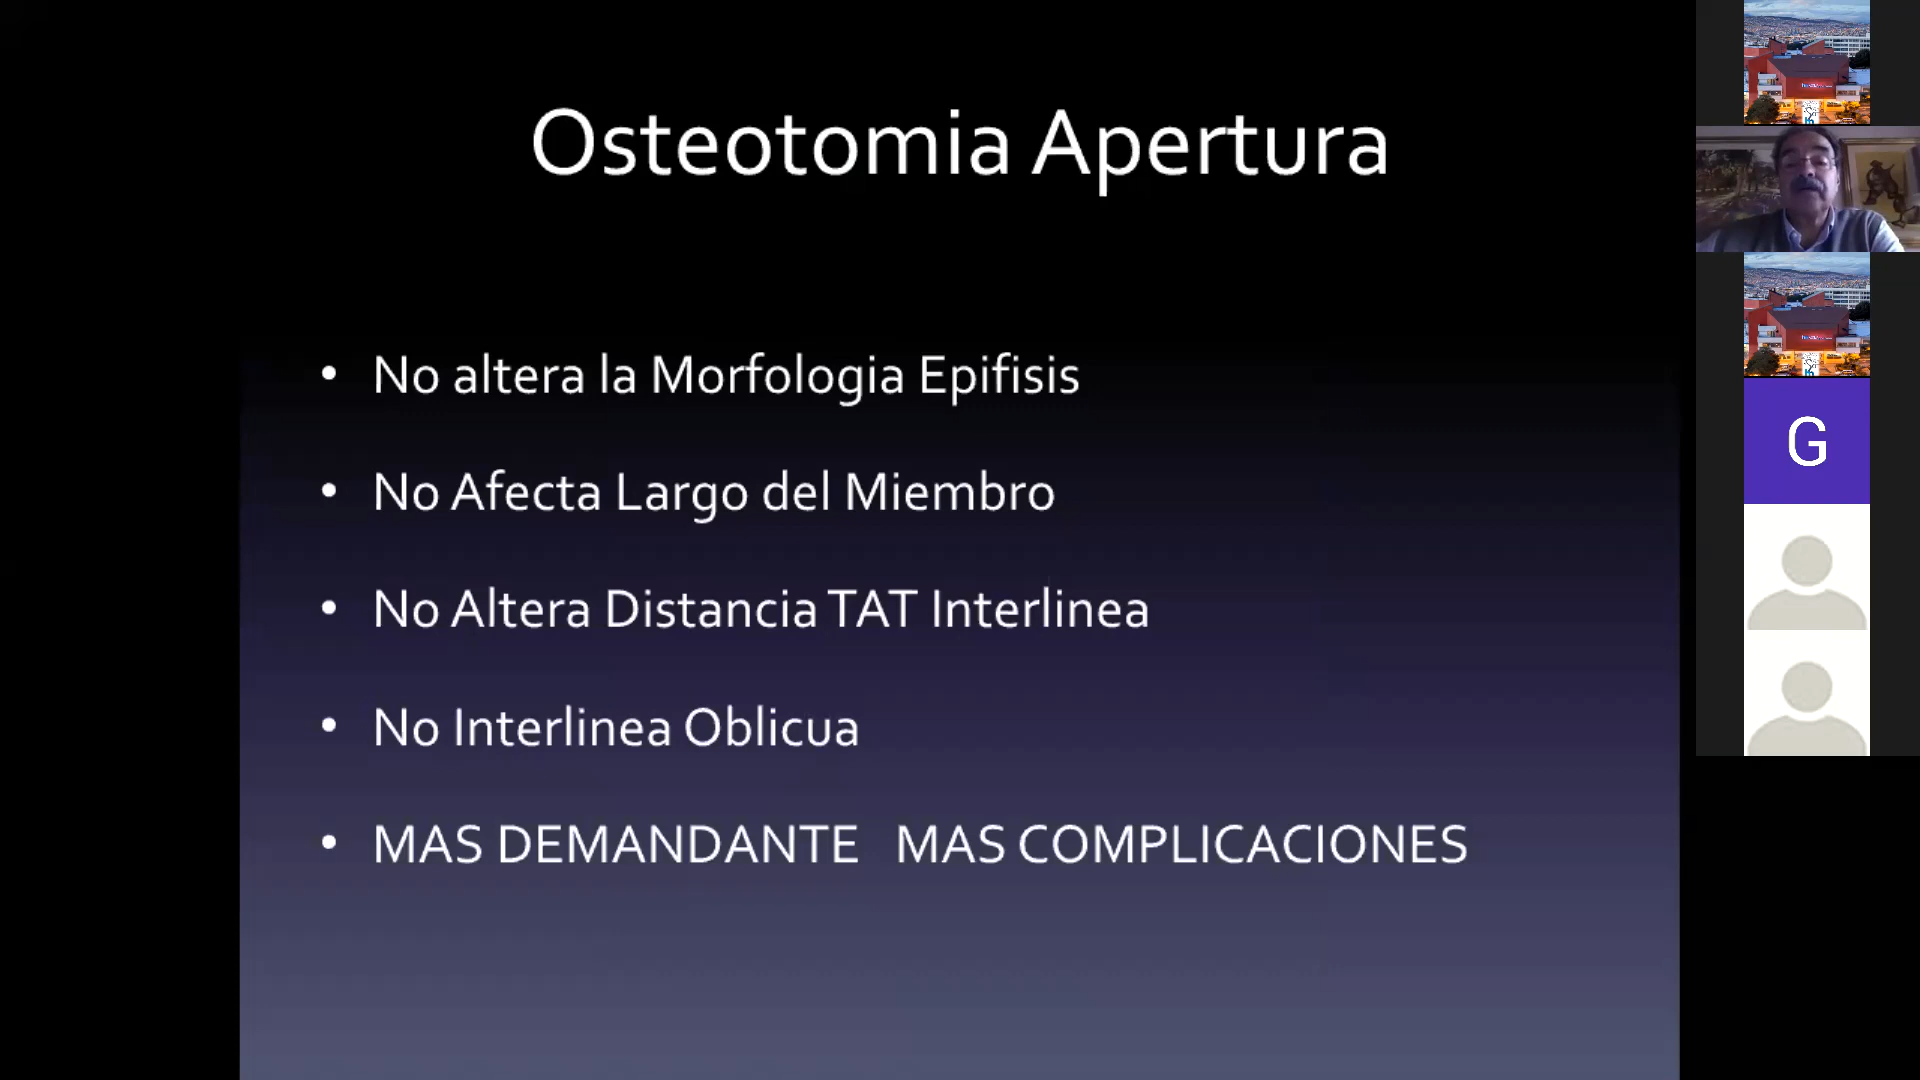 Osteotomia Apertura
• No altera la Morfologia Epifisis
• No Afecta Largo del Miembro
• No Altera Distancia TAT Interlinea
• No Interlinea Oblicua
• MAS DEMANDANTE MAS COMPLICACIONES
G